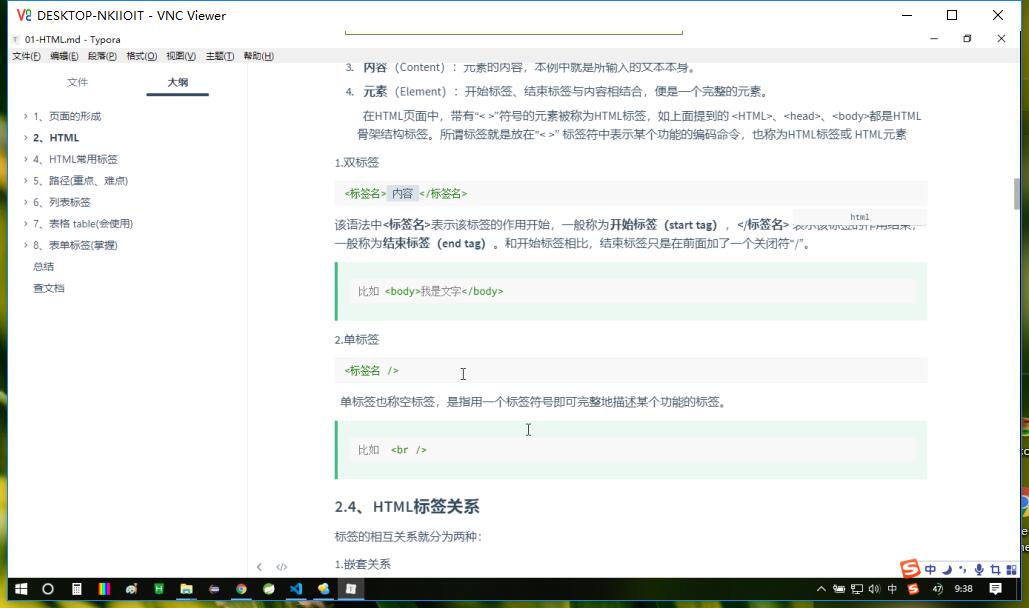 DESKTOP-NKIIOIT - VNC Viewer
01-HTML.md - Typora
文件(F) 编辑(E) 段落(P) 格式(O) 视图(V) 主题(T) 帮助(H)
文件 大纲
1、页面的形成
2、HTML
4、HTML常用标签
5、路径(重点、难点)
6、列表标签
7、表格 table(会使用)
8、表单标签(掌握)
总结
查文档
3. 内容（Content）：元素的内容，本例中就是所输入的文本本身。
4. 元素（Element）：开始标签、结束标签与内容相结合，便是一个完整的元素。
在HTML页面中，带有“< >”符号的元素被称为HTML标签，如上面提到的 <HTML>、<head>、<body>都是HTML
骨架结构标签。所谓标签就是放在“< >” 标签符中表示某个功能的编码命令，也称为HTML标签或 HTML元素
1.双标签
<标签名> 内容 </标签名>
html
该语法中<标签名>表示该标签的作用开始，一般称为开始标签（start tag），</标签名> 表示该标签的作用结束，
一般称为结束标签（end tag）。和开始标签相比，结束标签只是在前面加了一个关闭符“/”。
比如 <body>我是文字</body>
2.单标签
<标签名 />
单标签也称空标签，是指用一个标签符号即可完整地描述某个功能的标签。
比如 <br />
2.4、HTML标签关系
标签的相互关系就分为两种：
1.嵌套关系
中
中
9:38